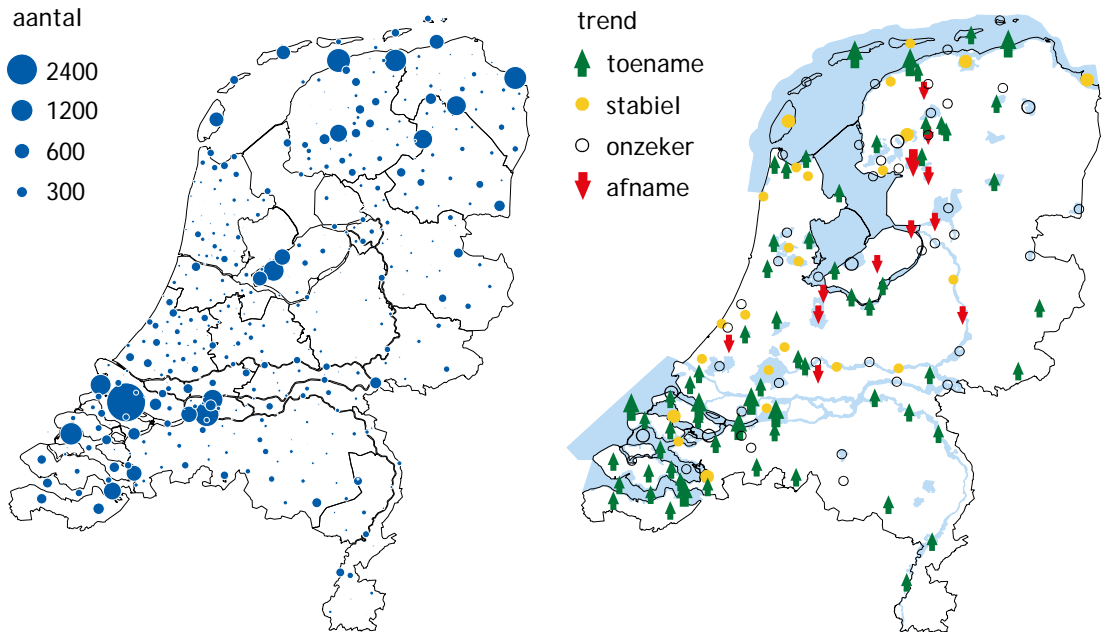 aantal
2400
1200
600
300
trend
toename
stabiel
onzeker
afname